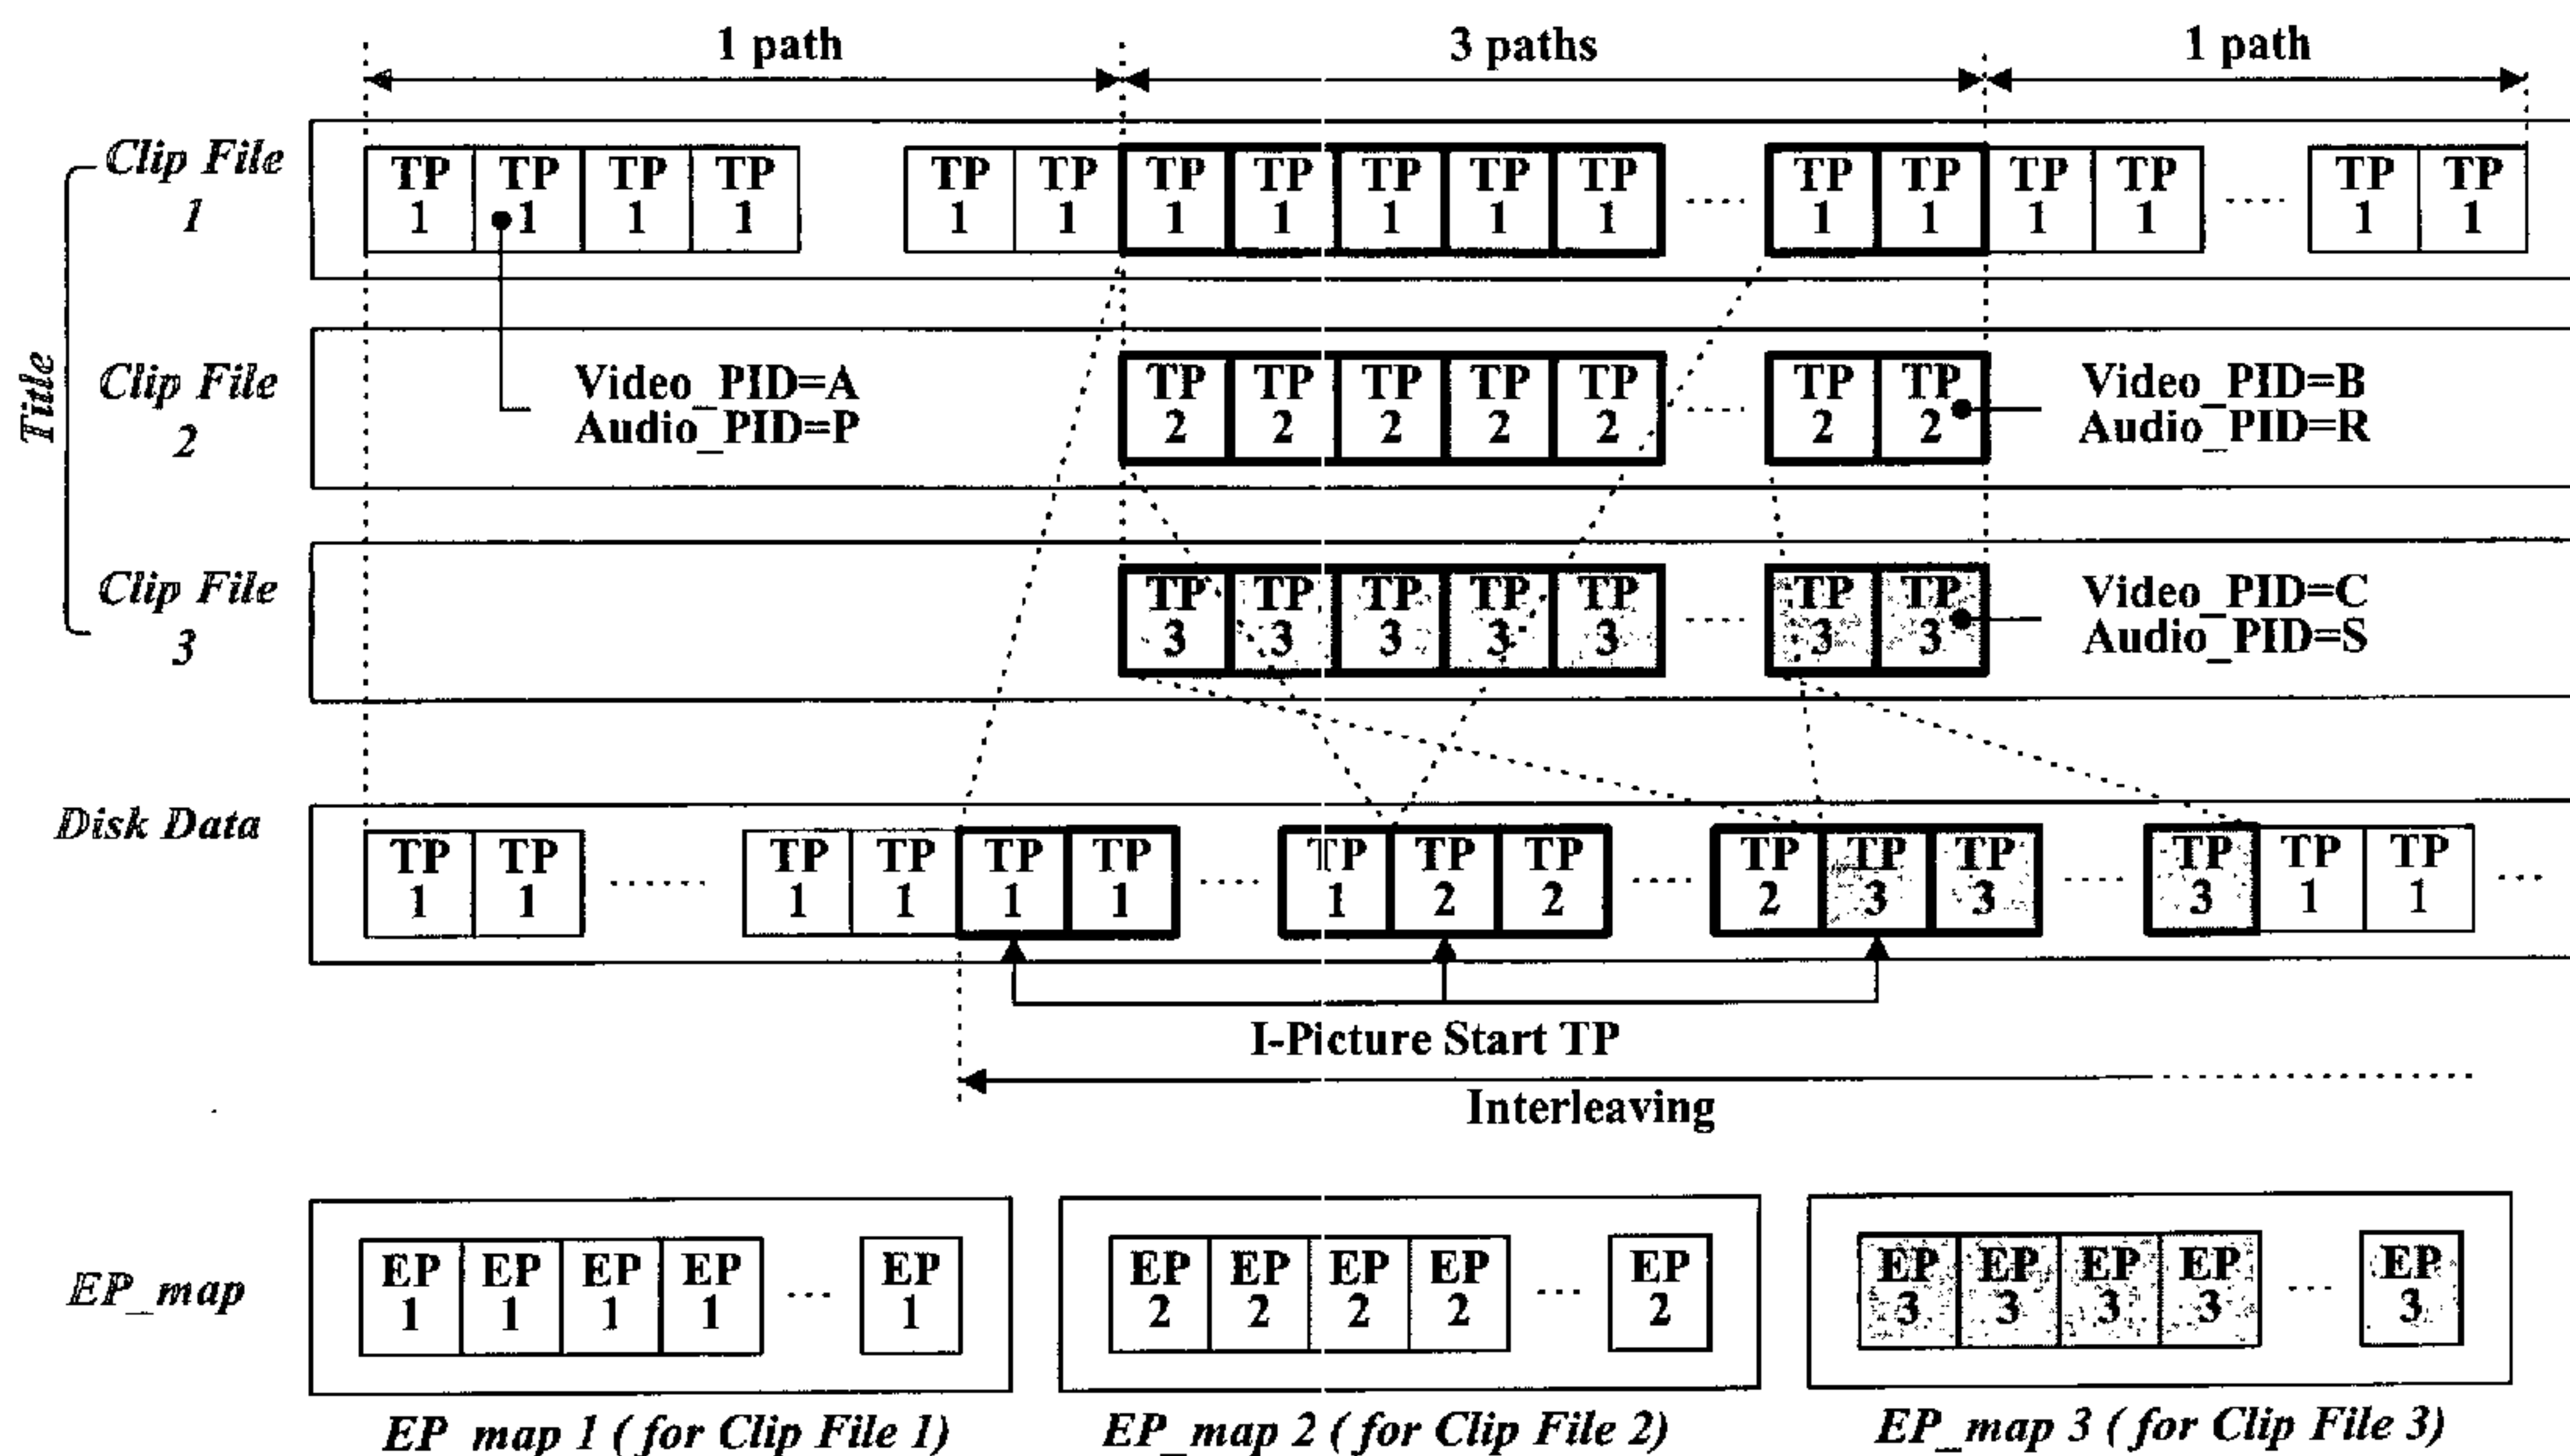 1 path 3 paths 1 path
Clip File
1
TP TP TP TP TP TP TP TP TP TP TP TP TP TP TP TP TP
1 1 1 1 1 1 1 1 1 1 1 ..... 1 1 1 1 ..... 1 1
Title
Clip File
2
Video_PID=A
Audio_PID=P
TP TP TP TP TP TP TP
2 2 2 2 2 ..... 2 2
Video_PID=B
Audio_PID=R
Clip File
3
TP TP TP TP TP TP TP
3 3 3 3 3 ..... 3 3
Video_PID=C
Audio_PID=S
Disk Data
TP TP TP TP TP TP TP TP TP TP TP TP TP TP TP
1 1 ....... 1 1 1 1 ..... 1 2 2 ..... 2 3 3 ..... 3 1 1 ....
I-Picture Start TP
Interleaving
EP_map
EP EP EP EP EP
1 1 1 1 .... 1
EP EP EP EP EP
2 2 2 2 .... 2
EP EP EP EP EP
3 3 3 3 .... 3
EP_map 1 ( for Clip File 1)
EP_map 2 ( for Clip File 2)
EP_map 3 ( for Clip File 3)